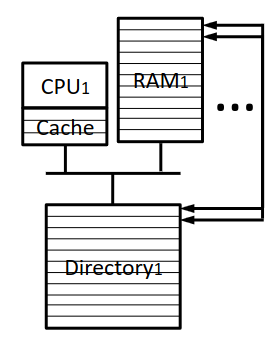 CPU1
Cache
RAM1
...
Directory1